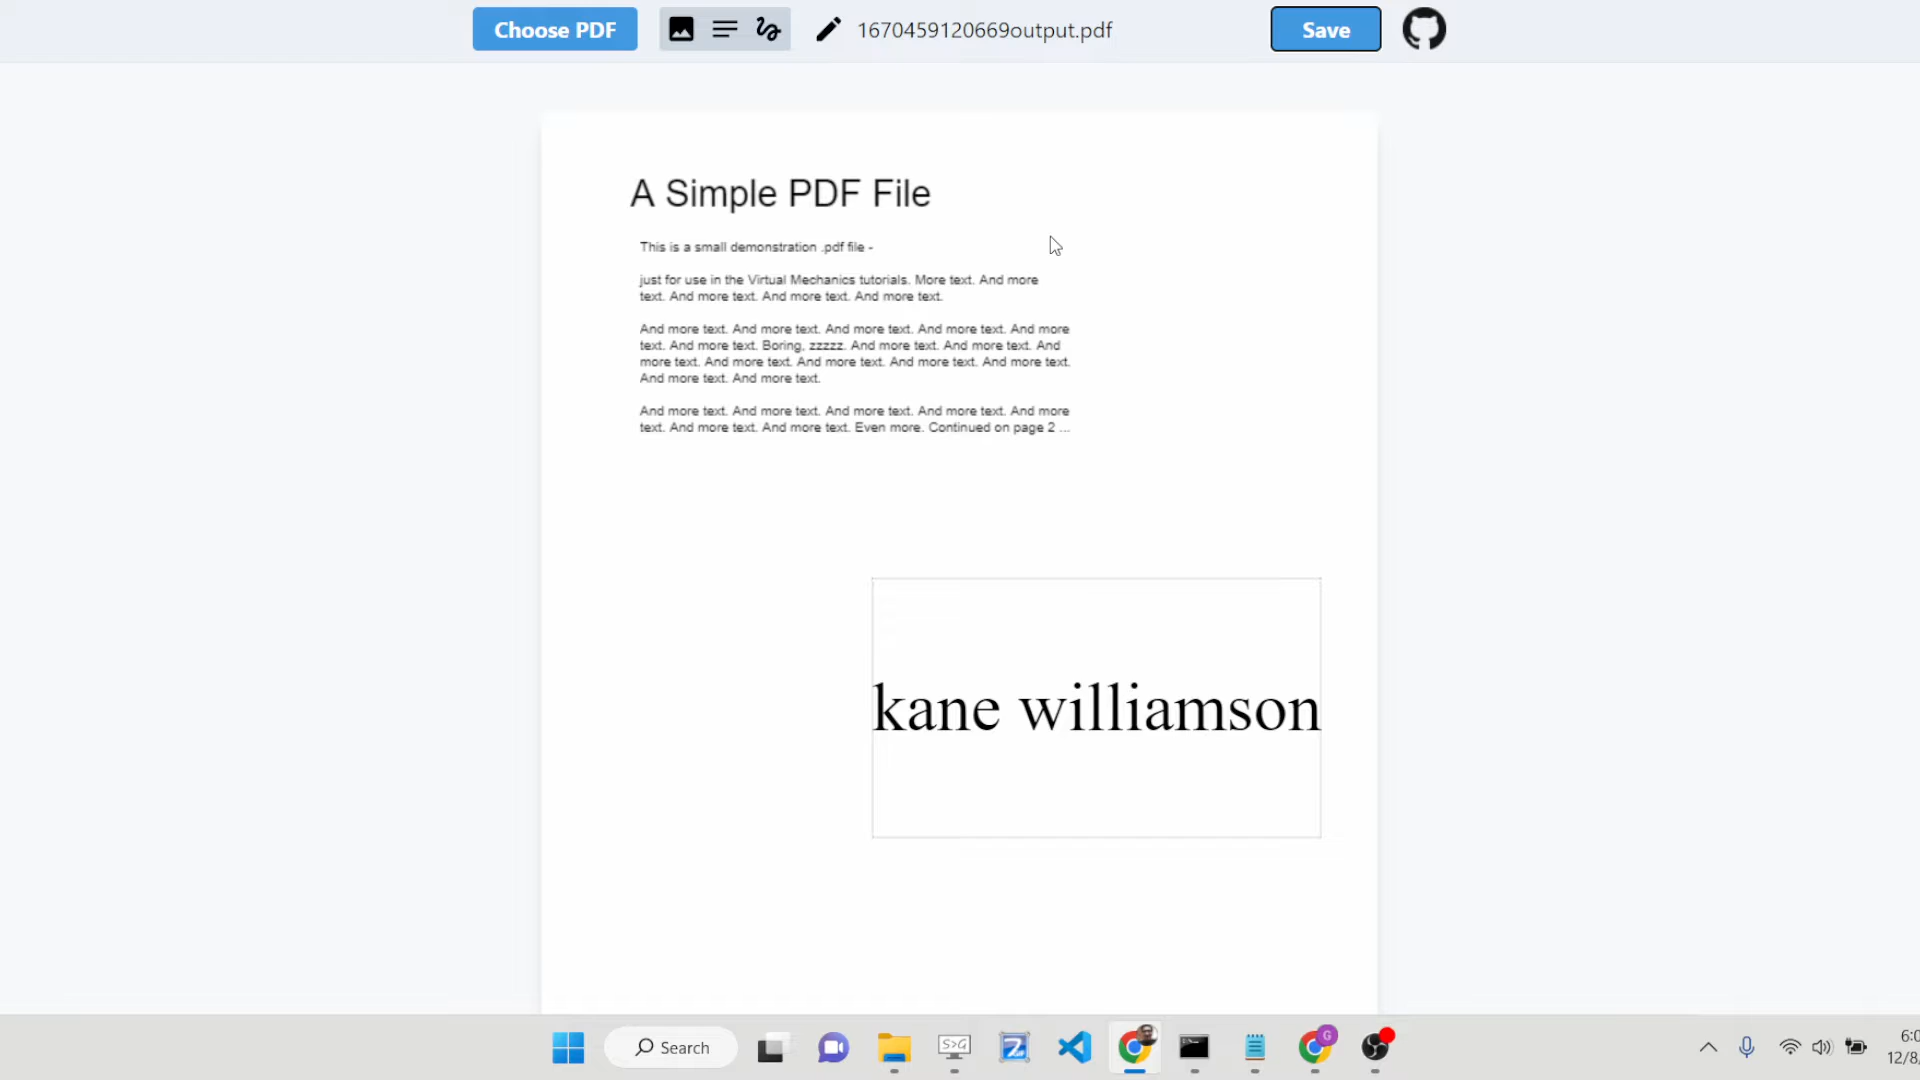 Choose PDF
1670459120669output.pdf
Save
A Simple PDF File
This is a small demonstration .pdf file -
just for use in the Virtual Mechanics tutorials. More text. And more
text. And more text. And more text. And more text.
And more text. And more text. And more text. And more text. And more
text. And more text. Boring, zzzzz. And more text. And more text. And
more text. And more text. And more text. And more text. And more text.
And more text. And more text.
And more text. And more text. And more text. And more text. And more
text. And more text. And more text. Even more. Continued on page 2 ...
kane williamson
Search
S>G
Z
G
6:0
12/8/